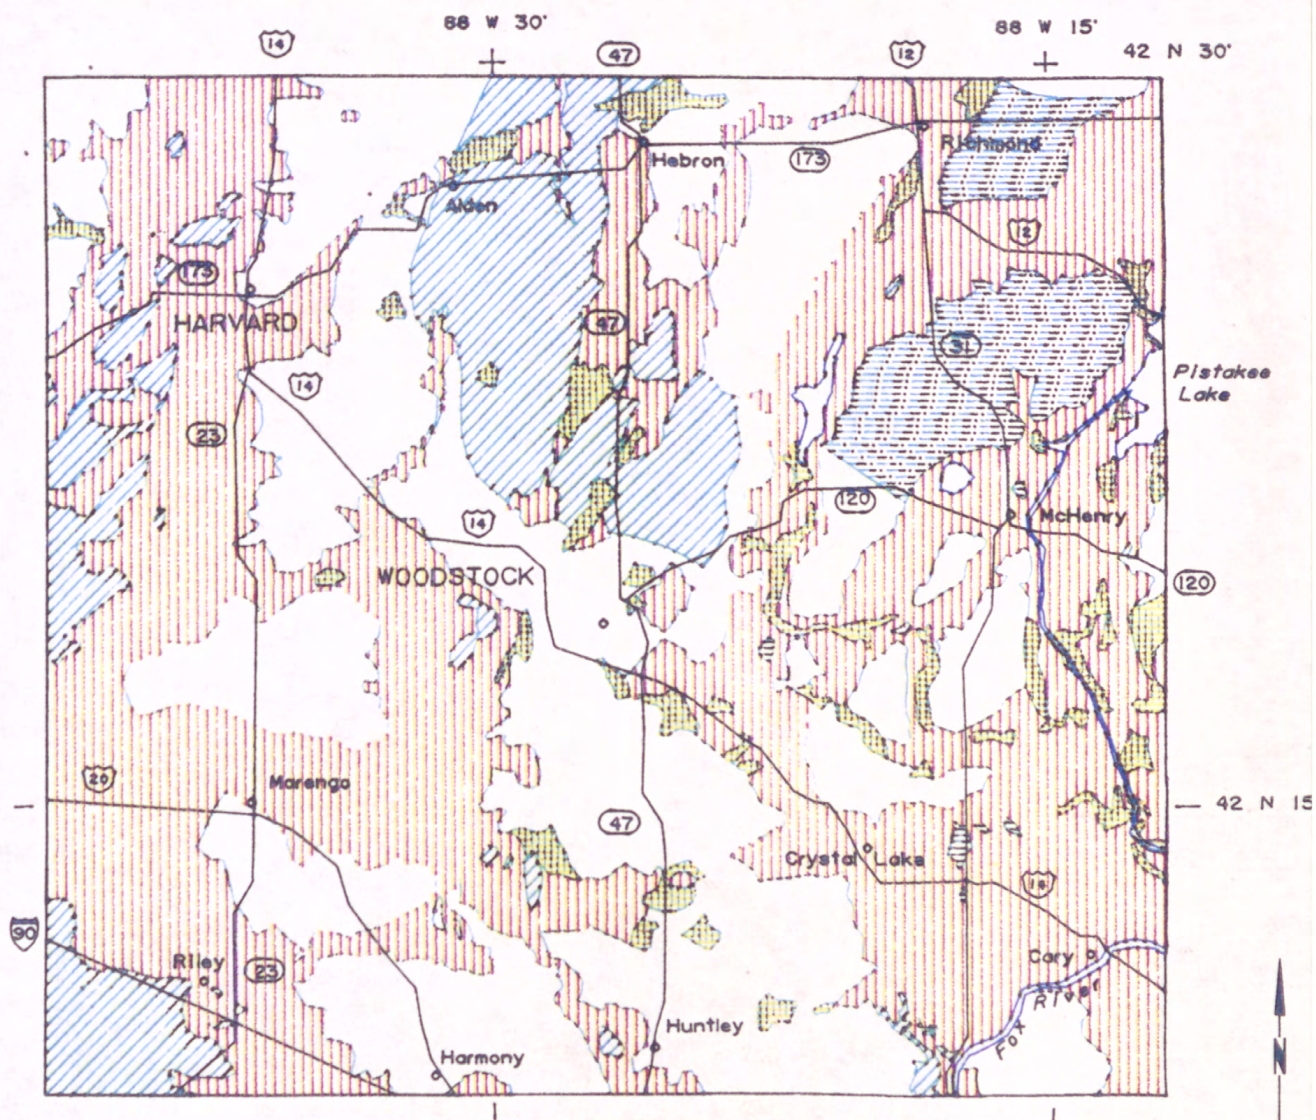 88 W 30'
88 W 15'
14
47
12
42 N 30'
Richmond
Hebron
173
Alden
12
173
HARVARD
47
31
14
Pistakee
Lake
23
120
14
McHenry
WOODSTOCK
120
20
Marengo
42 N 15
47
Crystal Lake
14
90
Riley
23
Cary
Fox River
Huntley
Harmony
N